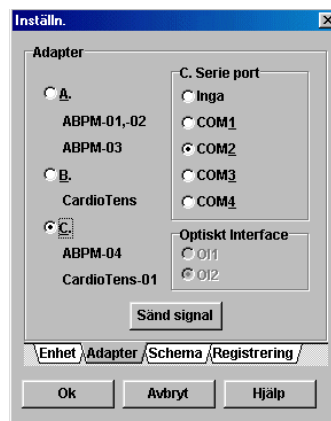 Inställn.
Adapter
A.
ABPM-01,-02
ABPM-03
B.
CardioTens
C.
ABPM-04
CardioTens-01
C. Serie port
Inga
COM1
COM2
COM3
COM4
Optiskt Interface
OI1
OI2
Sänd signal
Enhet Adapter Schema Registrering
Ok Avbryt Hjälp